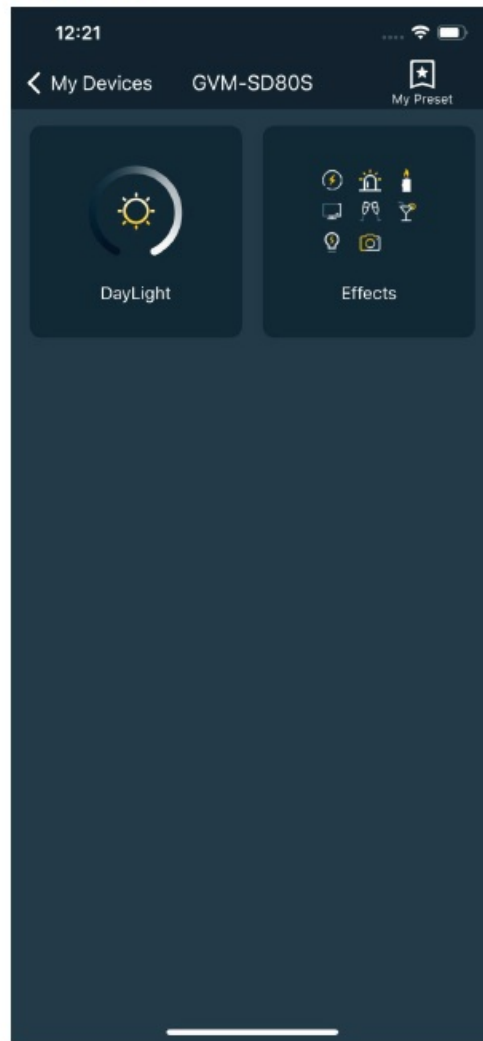 12:21
My Devices
GVM-SD80S
My Preset
DayLight
Effects